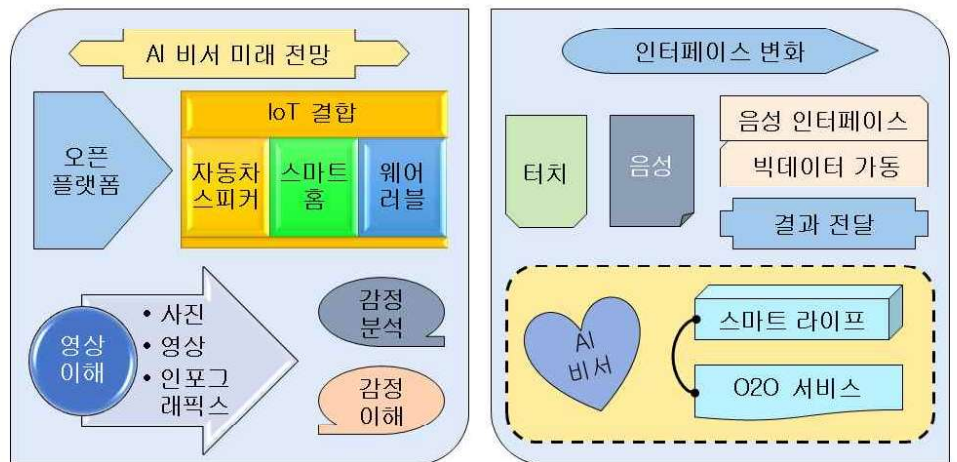 AI 비서 미래 전망
오픈
플랫폼
IoT 결합
자동차
스피커
스마트
홈
웨어
러블
영상
이해
• 사진
• 영상
• 인포그
래픽스
감정
분석
감정
이해
인터페이스 변화
터치
음성
음성 인터페이스
빅데이터 가동
결과 전달
AI
비서
스마트 라이프
O2O 서비스